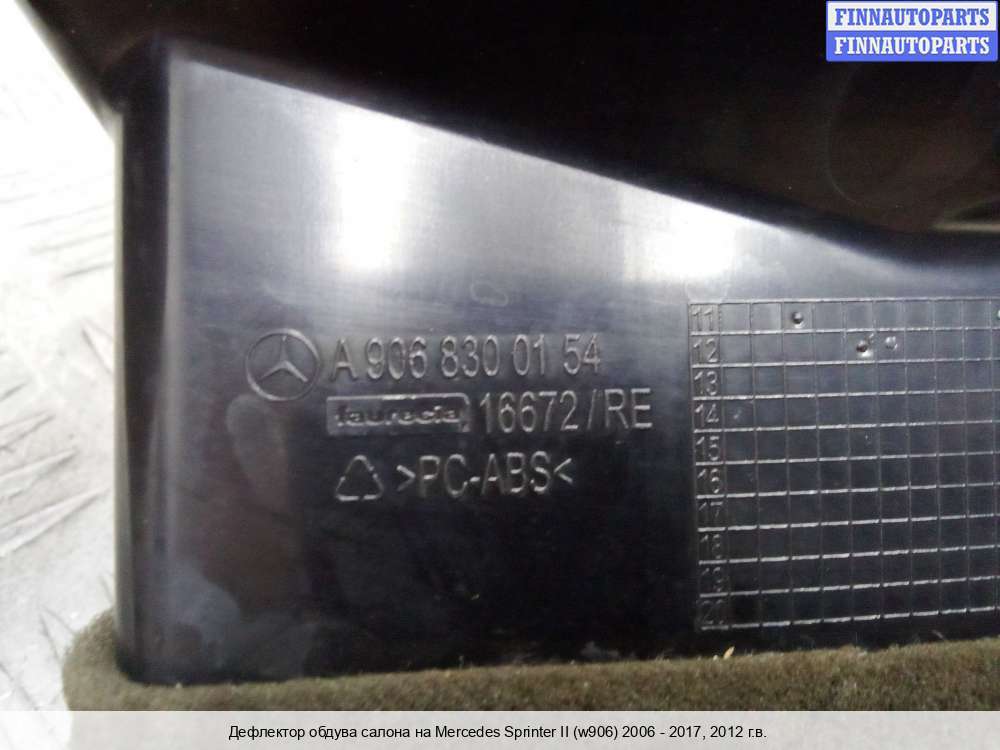 FINNAUTOPARTS
FINNAUTOPARTS
A 906 830 01 54
faurecia 16672/RE
>PC-ABS<
11
12
13
14
15
16
17
18
19
20
Дефлектор обдува салона на Mercedes Sprinter II (w906) 2006 - 2017, 2012 г.в.